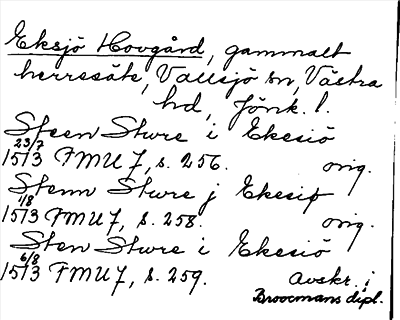 Eksjö Hovgård, gammalt
herresäte, Vallsjö sn, Västra
hd, Jönk. l.
Steen Sture i Ekesiö
23/7
1513 FMU 7, s. 256. orig.
Stenn Sture j Ekesiø
1/8
1513 FMU 7, s. 258. orig.
Sten Sture i Ekesiö
6/8
1513 FMU 7, s. 259. Avskr. i
Broocmans dipl.